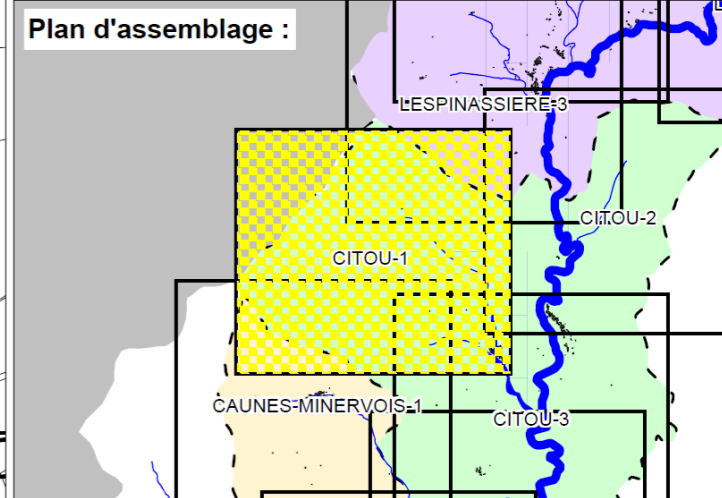 Plan d'assemblage :
LESPINASSIERE-3
CITOU-2
CITOU-1
CAUNES-MINERVOIS-1
CITOU-3